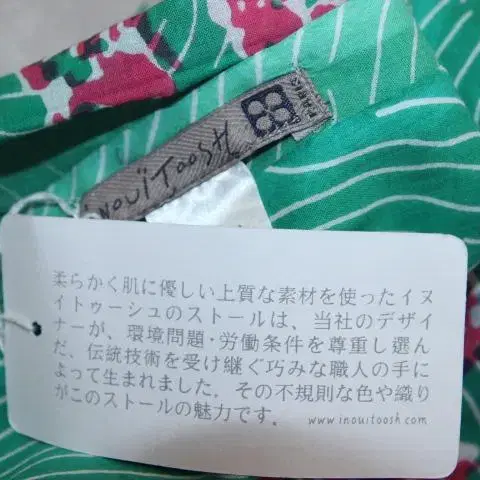 inouïToosh
PARIS
柔らかく肌に優しい上質な素材を使ったイヌ
イトゥーシュのストールは、当社のデザイ
ナーが、環境問題・労働条件を尊重し選ん
だ、伝統技術を受け継ぐ巧みな職人の手に
よって生まれました. その不規則な色や織り
がこのストールの魅力です.
www.inouitoosh.com